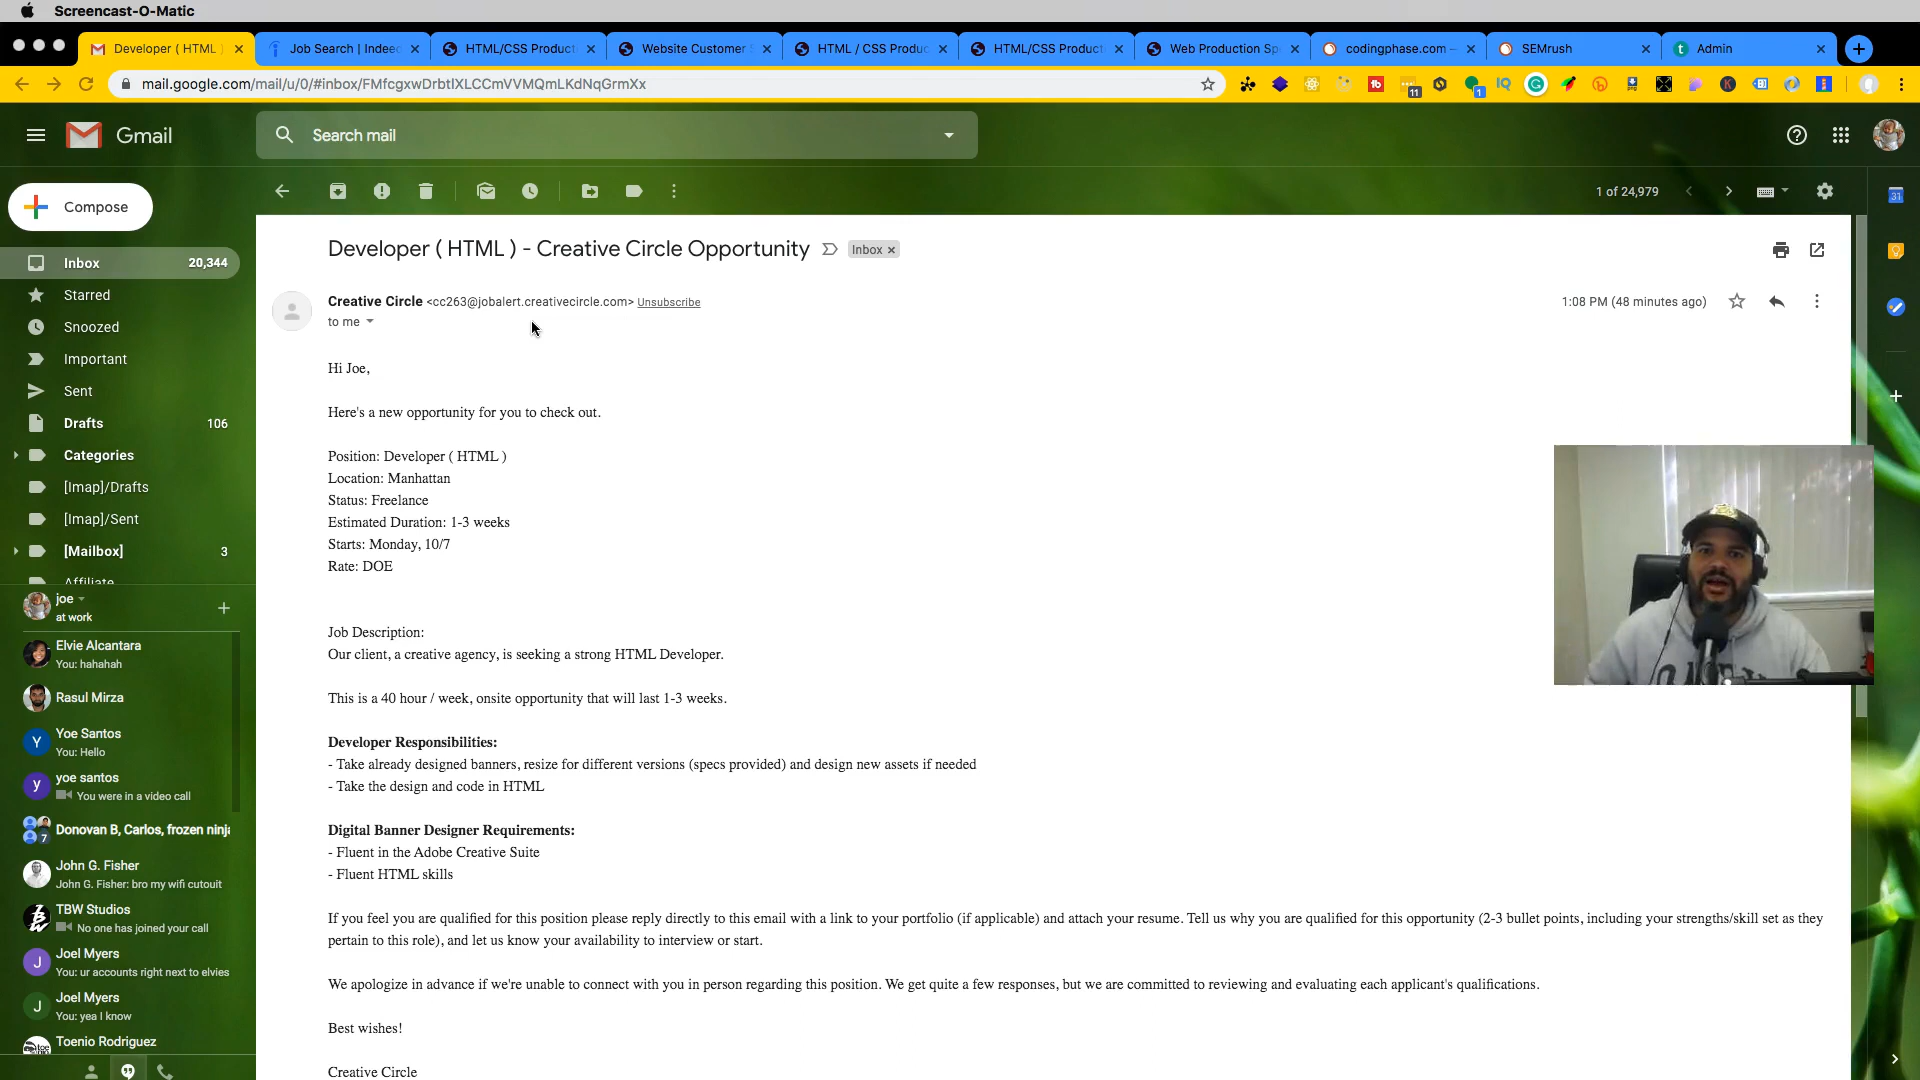 Screencast-O-Matic
Developer ( HTML
Job Search | Indeed
HTML/CSS Product
Website Customer
HTML / CSS Produc
HTML/CSS Product
Web Production Sp
codingphase.com –
SEMrush
Admin
mail.google.com/mail/u/0/#inbox/FMfcgxwDrbtlXLCCmVVMQmLKdNqGrmXx
11
1
Gmail
Search mail
Compose
1 of 24,979
31
Inbox 20,344
Starred
Snoozed
Important
Sent
Drafts 106
Categories
[Imap]/Drafts
[Imap]/Sent
[Mailbox] 3
Affiliate
joe
at work
Elvie Alcantara
You: hahahah
Rasul Mirza
Y
Yoe Santos
You: Hello
y
yoe santos
You were in a video call
7
Donovan B, Carlos, frozen ninja
John G. Fisher
John G. Fisher: bro my wifi cutouit
TBW Studios
No one has joined your call
J
Joel Myers
You: ur accounts right next to elvies
J
Joel Myers
You: yea I know
Toenio Rodriguez
Developer ( HTML ) - Creative Circle Opportunity
Inbox x
Creative Circle <cc263@jobalert.creativecircle.com> Unsubscribe
1:08 PM (48 minutes ago)
to me
Hi Joe,
Here's a new opportunity for you to check out.
Position: Developer ( HTML )
Location: Manhattan
Status: Freelance
Estimated Duration: 1-3 weeks
Starts: Monday, 10/7
Rate: DOE
Job Description:
Our client, a creative agency, is seeking a strong HTML Developer.
This is a 40 hour / week, onsite opportunity that will last 1-3 weeks.
Developer Responsibilities:
- Take already designed banners, resize for different versions (specs provided) and design new assets if needed
- Take the design and code in HTML
Digital Banner Designer Requirements:
- Fluent in the Adobe Creative Suite
- Fluent HTML skills
If you feel you are qualified for this position please reply directly to this email with a link to your portfolio (if applicable) and attach your resume. Tell us why you are qualified for this opportunity (2-3 bullet points, including your strengths/skill set as they
pertain to this role), and let us know your availability to interview or start.
We apologize in advance if we're unable to connect with you in person regarding this position. We get quite a few responses, but we are committed to reviewing and evaluating each applicant's qualifications.
Best wishes!
Creative Circle